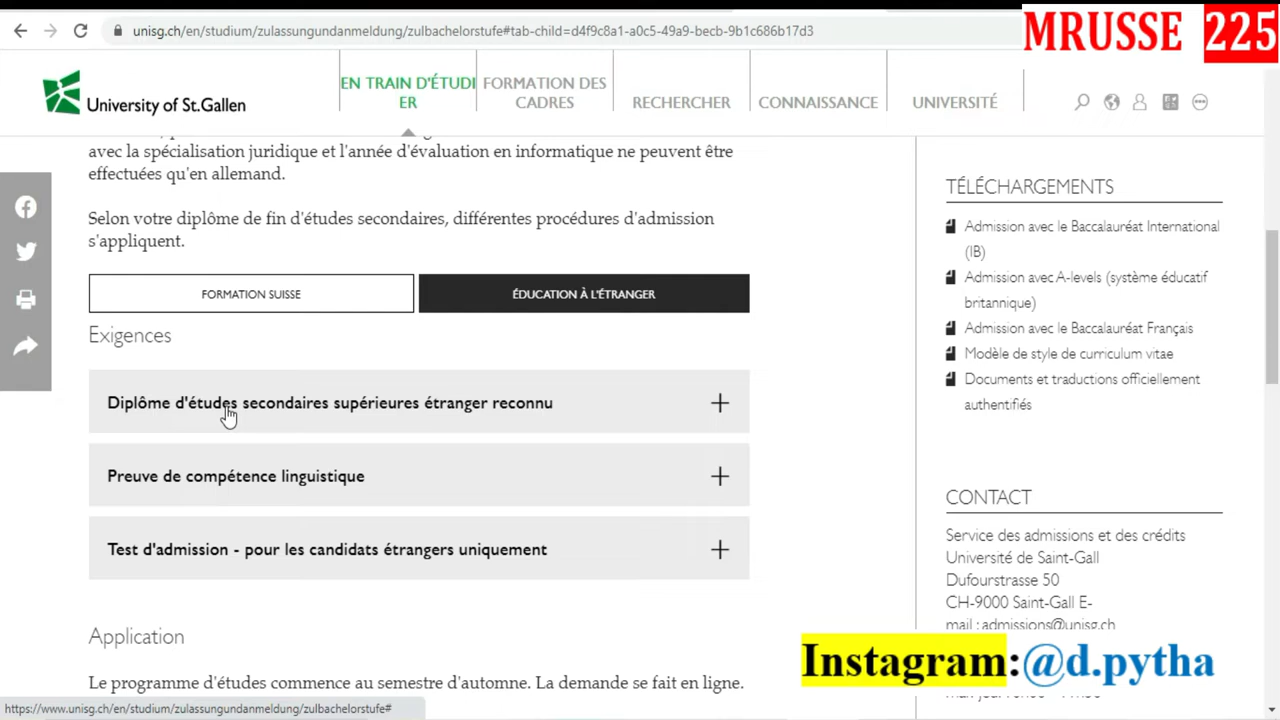 unisg.ch/en/studium/zulassungundanmeldung/zulbachelorstufe#tab-child=d4f9c8a1-a0c5-49a9-becb-9b1c686b17d3
MRUSSE 225
University of St.Gallen
EN TRAIN D'ÉTUDI
ER
FORMATION DES
CADRES
RECHERCHER
CONNAISSANCE
UNIVERSITÉ
avec la spécialisation juridique et l'année d'évaluation en informatique ne peuvent être
effectuées qu'en allemand.
Selon votre diplôme de fin d'études secondaires, différentes procédures d'admission
s'appliquent.
FORMATION SUISSE
ÉDUCATION À L'ÉTRANGER
Exigences
Diplôme d'études secondaires supérieures étranger reconnu
Preuve de compétence linguistique
Test d'admission - pour les candidats étrangers uniquement
Application
Le programme d'études commence au semestre d'automne. La demande se fait en ligne.
TÉLÉCHARGEMENTS
Admission avec le Baccalauréat International
(IB)
Admission avec A-levels (système éducatif
britannique)
Admission avec le Baccalauréat Français
Modèle de style de curriculum vitae
Documents et traductions officiellement
authentifiés
CONTACT
Service des admissions et des crédits
Université de Saint-Gall
Dufourstrasse 50
CH-9000 Saint-Gall E-
mail : admissions@unisg.ch
Instagram:@d.pytha
https://www.unisg.ch/en/studium/zulassungundanmeldung/zulbachelorstufe#